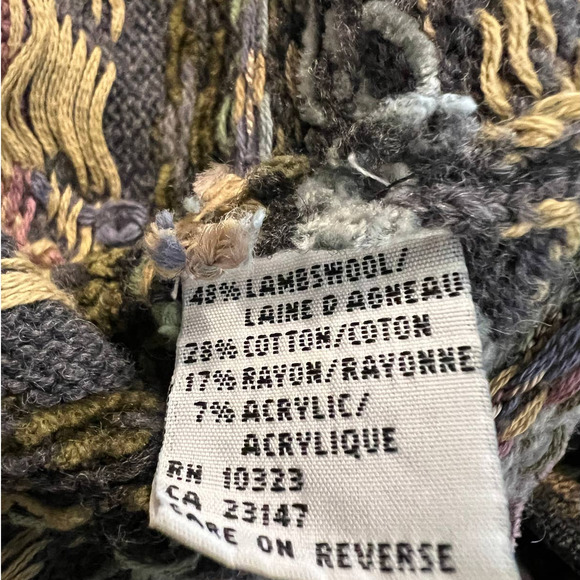 48% LAMBSWOOL/
LAINE D AGNEAU
28% COTTON/COTON
17% RAYON/RAYONNE
7% ACRYLIC/
ACRYLIQUE
RN 10323
CA 23147
CARE ON REVERSE